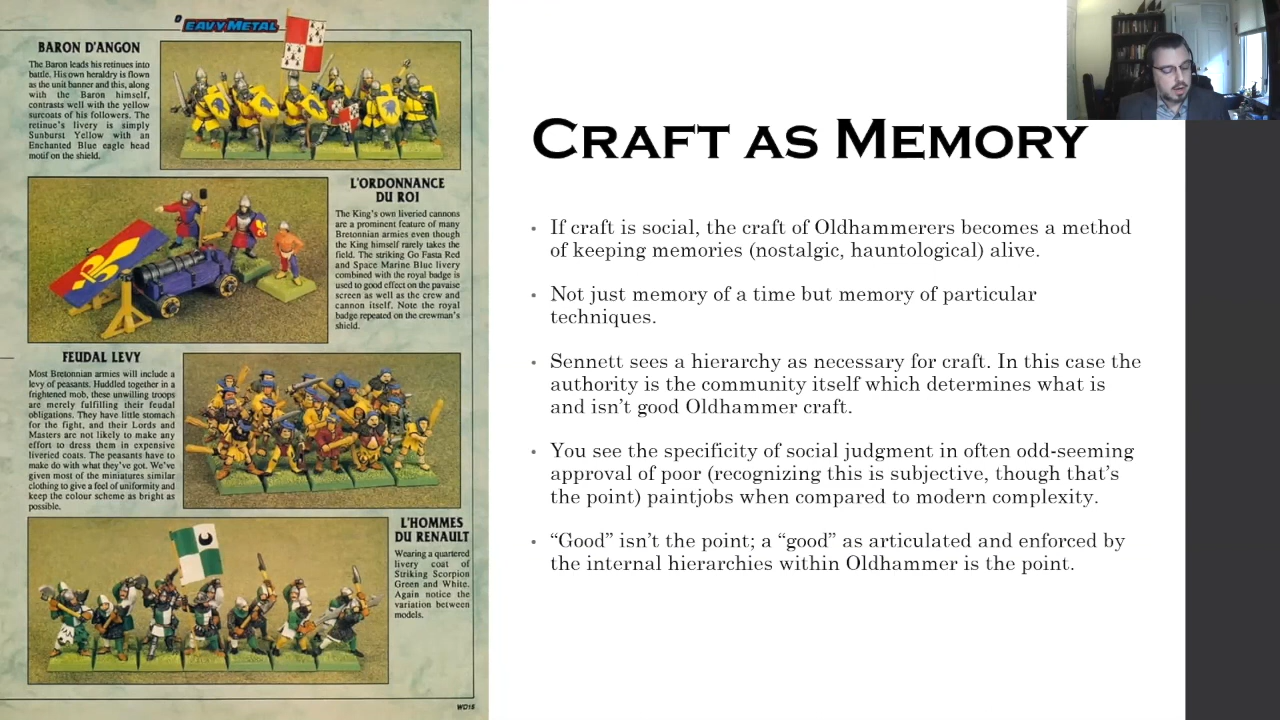 'EAVY METAL
BARON D'ANGON
The Baron leads his retinues into
battle. His own heraldry is flown
as the unit banner and this, along
with the Baron himself,
contrasts well with the yellow
surcoats of his followers. The
retinue's livery is simply
Sunburst Yellow with an
Enchanted Blue eagle head
motif on the shield.
L'ORDONNANCE
DU ROI
The King's own liveried cannons
are a prominent feature of many
Bretonnian armies even though
the King himself rarely takes the
field. The striking Go Fasta Red
and Space Marine Blue livery
combined with the royal badge is
used to good effect on the pavaise
screen as well as the crew and
cannon itself. Note the royal
badge repeated on the crewman's
shield.
FEUDAL LEVY
Most Bretonnian armies will include a
levy of peasants. Huddled together in a
frightened mob, these unwilling troops
are merely fulfilling their feudal
obligations. They have little stomach
for the fight, and their Lords and
Masters are not likely to make any
effort to dress them in expensive
liveried coats. The peasants have to
make do with what they've got. We've
given most of the miniatures similar
clothing to give a feel of uniformity and
keep the colour scheme as bright as
possible.
L'HOMMES
DU RENAULT
Wearing a quartered
livery coat of
Striking Scorpion
Green and White.
Again notice the
variation between
models.
CRAFT AS MEMORY
• If craft is social, the craft of Oldhammerers becomes a method
of keeping memories (nostalgic, hauntological) alive.
• Not just memory of a time but memory of particular
techniques.
• Sennett sees a hierarchy as necessary for craft. In this case the
authority is the community itself which determines what is
and isn't good Oldhammer craft.
• You see the specificity of social judgment in often odd-seeming
approval of poor (recognizing this is subjective, though that's
the point) paintjobs when compared to modern complexity.
• “Good” isn't the point; a “good” as articulated and enforced by
the internal hierarchies within Oldhammer is the point.